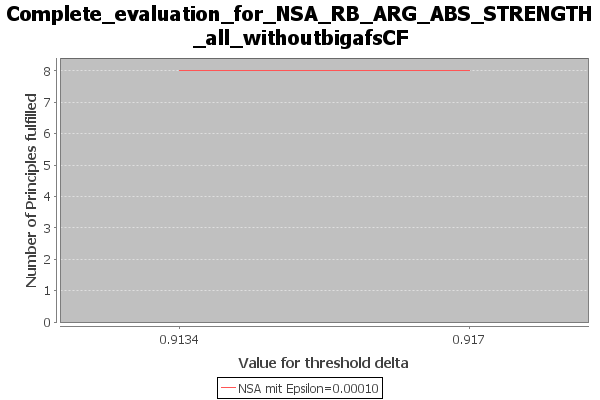 Complete_evaluation_for_NSA_RB_ARG_ABS_STRENGTH
_all_withoutbigafsCF
Number of Principles fulfilled
8
7
6
5
4
3
2
1
0
0.9134 0.917
Value for threshold delta
NSA mit Epsilon=0.00010